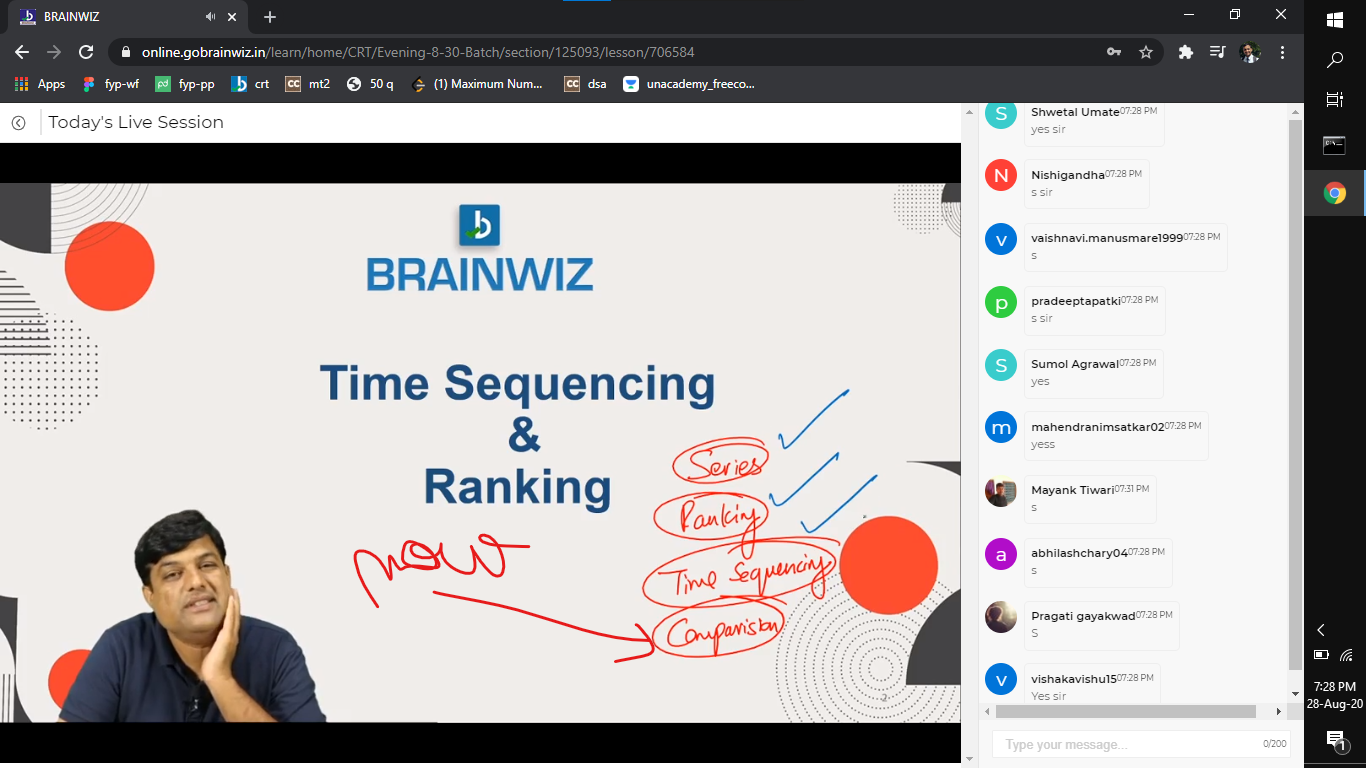 BRAINWIZ
online.gobrainwiz.in/learn/home/CRT/Evening-8-30-Batch/section/125093/lesson/706584
Apps fyp-wf fyp-pp crt mt2 50 q (1) Maximum Num... dsa unacademy_freeco...
Today's Live Session
BRAINWIZ
Time Sequencing
&
Ranking
Series
Ranking
Time Sequencing
Comparision
now
2
Shwetal Umate 07:28 PM
yes sir
N
Nishigandha 07:28 PM
s sir
v
vaishnavi.manusmare1999 07:28 PM
s
p
pradeeptapatki 07:28 PM
s sir
S
Sumol Agrawal 07:28 PM
yes
m
mahendranimsatkar02 07:28 PM
yess
Mayank Tiwari 07:31 PM
s
a
abhilashchary04 07:28 PM
s
Pragati gayakwad 07:28 PM
S
v
vishakavishu15 07:28 PM
Yes sir
Type your message... 0/200
7:28 PM
28-Aug-20
1